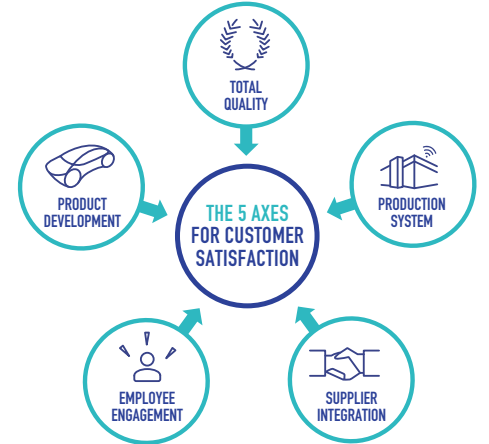 TOTAL
QUALITY
PRODUCT
DEVELOPMENT
THE 5 AXES
FOR CUSTOMER
SATISFACTION
PRODUCTION
SYSTEM
EMPLOYEE
ENGAGEMENT
SUPPLIER
INTEGRATION